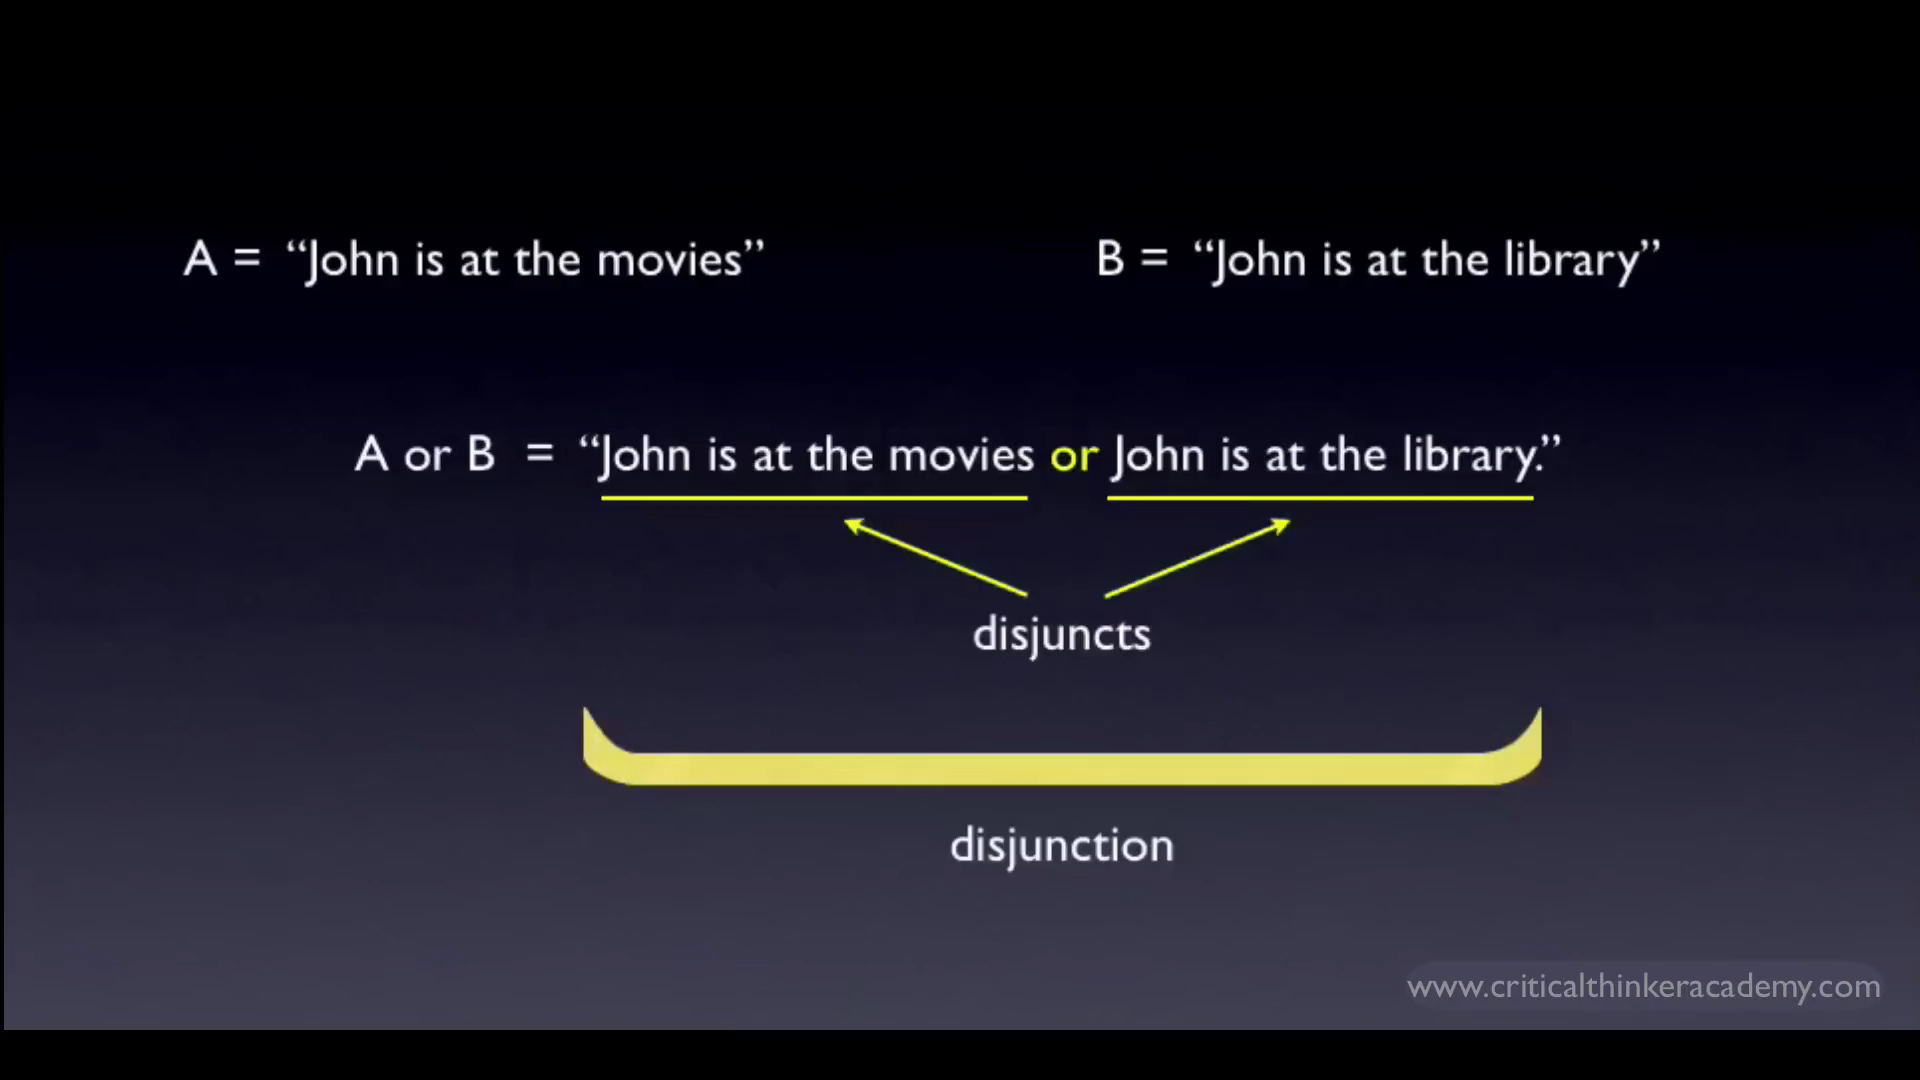 A = “John is at the movies”
B = “John is at the library”
A or B = “John is at the movies or John is at the library.”
disjuncts
disjunction
www.criticalthinkeracademy.com